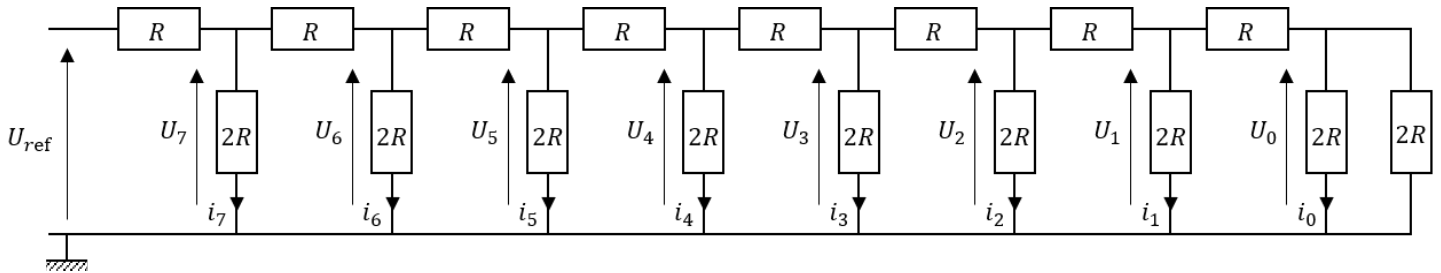 R R R R R R R R
U_ref U_7 2R U_6 2R U_5 2R U_4 2R U_3 2R U_2 2R U_1 2R U_0 2R 2R
i_7 i_6 i_5 i_4 i_3 i_2 i_1 i_0